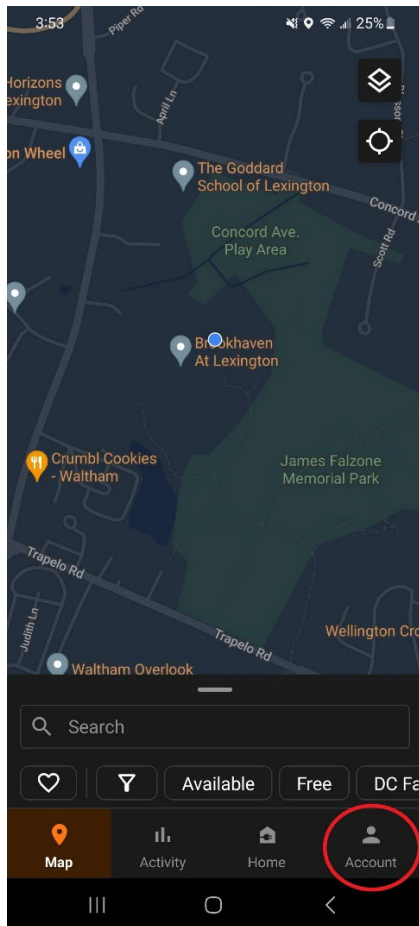 3:53
25%
Piper Rd
Horizons
Lexington
April Ln
on Wheel
The Goddard
School of Lexington
Concord
Concord Ave.
Play Area
Scott Rd
Brookhaven
At Lexington
Crumbl Cookies
- Waltham
James Falzone
Memorial Park
Trapelo Rd
Judith Ln
Trapelo Rd
Wellington Cro
Waltham Overlook
Search
Available
Free
DC Fa
Map
Activity
Home
Account